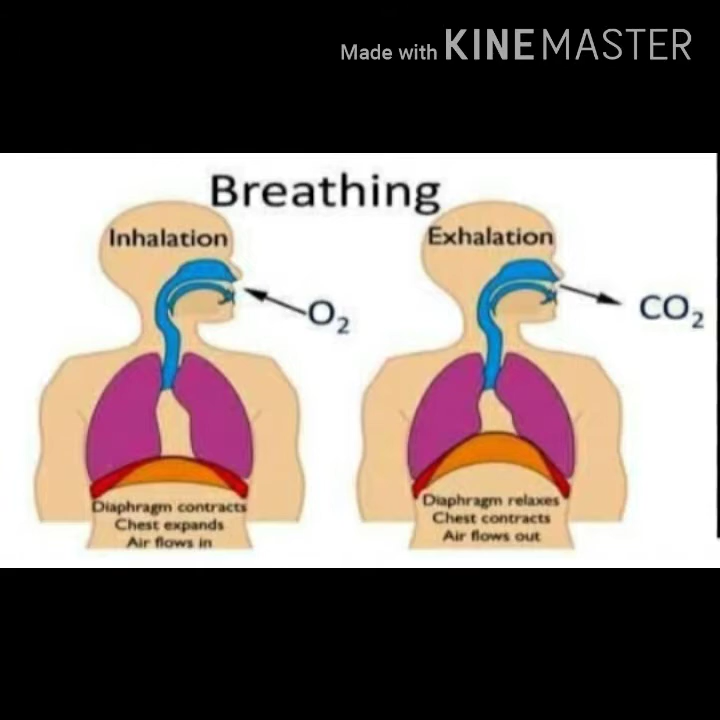 Made with KINEMASTER
Breathing
Inhalation
O₂
Diaphragm contracts
Chest expands
Air flows in
Exhalation
CO₂
Diaphragm relaxes
Chest contracts
Air flows out